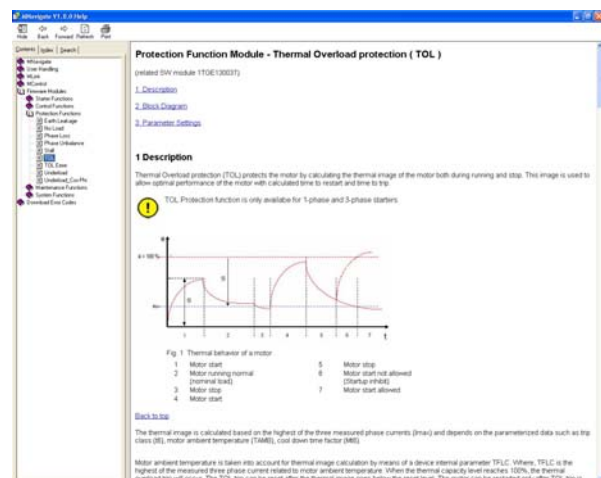 MNavigate V1.8.0 Help
Hide Back Forward Refresh Print
Contents Index Search
MNavigate
User Handling
MLink
MControl
Firmware Modules
Starter Functions
Control Functions
Protection Functions
Earth Leakage
No Load
Phase Loss
Phase Unbalance
Stall
TOL
TOL Eexe
Underload
Underload_Cos-Phi
Maintenance Functions
System Functions
Download Error Codes
Protection Function Module - Thermal Overload protection ( TOL )
(related SW module 1TGE13003T)
1. Description
2. Block Diagram
3. Parameter Settings
1 Description
Thermal Overload protection (TOL) protects the motor by calculating the thermal image of the motor both during running and stop. This image is used to
allow optimal performance of the motor with calculated time to restart and time to trip.
TOL Protection function is only available for 1-phase and 3-phase starters
1 2 3 4 5 6 7 t
Fig. 1 Thermal behavior of a motor
1 Motor start 5 Motor stop
2 Motor running normal 6 Motor start not allowed
(nominal load) (Startup inhibit)
3 Motor stop 7 Motor start allowed
4 Motor start
Back to top
The thermal image is calculated based on the highest of the three measured phase currents (Imax) and depends on the parameterized data such as trip
class (t6), motor ambient temperature (TAMB), cool down time factor (Mt6).
Motor ambient temperature is taken into account for thermal image calculation by means of a device internal parameter TFLC. Where, TFLC is the
highest of the measured three phase current related to motor ambient temperature. When the thermal capacity level reaches 100%, the thermal